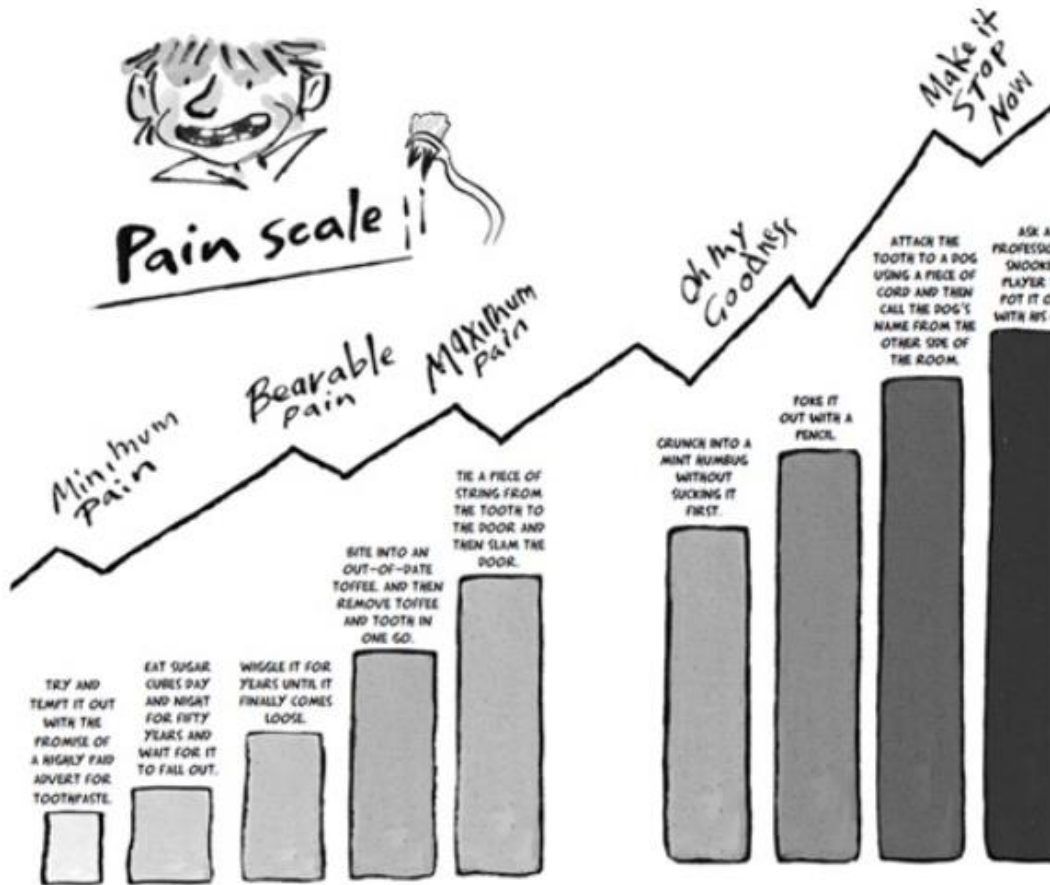 Pain scale
Minimum
Pain
Bearable
pain
Maximum
pain
Oh my
Goodness
Make it
STOP
Now
TRY AND
TEMPT IT OUT
WITH THE
PROMISE OF
A HIGHLY PAID
ADVERT FOR
TOOTHPASTE.
EAT SUGAR
CUBES DAY
AND NIGHT
FOR FIFTY
YEARS AND
WAIT FOR IT
TO FALL OUT.
WIGGLE IT FOR
YEARS UNTIL IT
FINALLY COMES
LOOSE.
BITE INTO AN
OUT-OF-DATE
TOFFEE, AND THEN
REMOVE TOFFEE
AND TOOTH IN
ONE GO.
TIE A PIECE OF
STRING FROM
THE TOOTH TO
THE DOOR AND
THEN SLAM THE
DOOR.
CRUNCH INTO A
MINT HUMBUG
WITHOUT
SUCKING IT
FIRST.
POKE IT
OUT WITH A
PENCIL.
ATTACH THE
TOOTH TO A DOG
USING A PIECE OF
CORD AND THEN
CALL THE DOG'S
NAME FROM THE
OTHER SIDE OF
THE ROOM.
ASK
SNOOKE
PLAYER
POT IT
WITH HIS